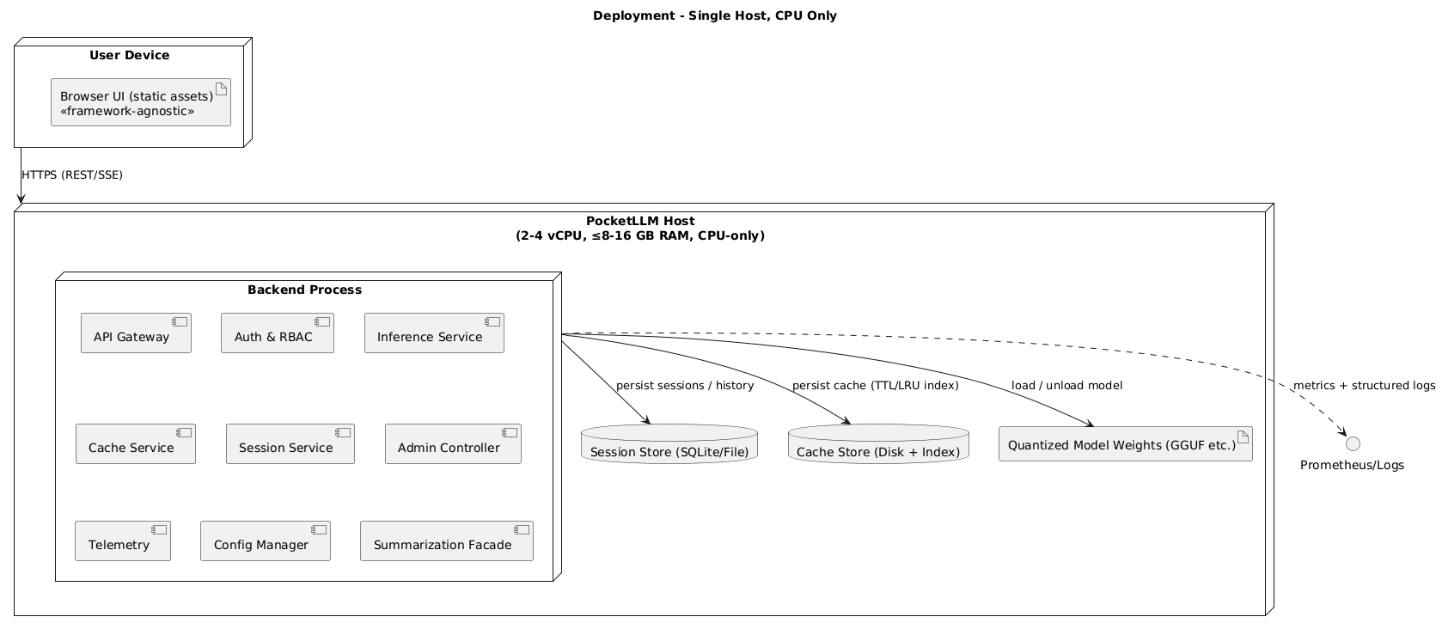 Deployment - Single Host, CPU Only
User Device
Browser UI (static assets)
«framework-agnostic»
HTTPS (REST/SSE)
PocketLLM Host
(2-4 vCPU, ≤8-16 GB RAM, CPU-only)
Backend Process
API Gateway
Auth & RBAC
Inference Service
Cache Service
Session Service
Admin Controller
Telemetry
Config Manager
Summarization Facade
persist sessions / history
persist cache (TTL/LRU index)
load / unload model
metrics + structured logs
Session Store (SQLite/File)
Cache Store (Disk + Index)
Quantized Model Weights (GGUF etc.)
Prometheus/Logs